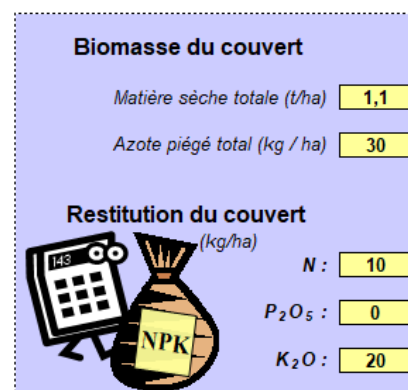 Biomasse du couvert
Matière sèche totale (t/ha) 1,1
Azote piégé total (kg / ha) 30
Restitution du couvert
(kg/ha)
N : 10
P₂O₅ : 0
K₂O : 20
143
NPK